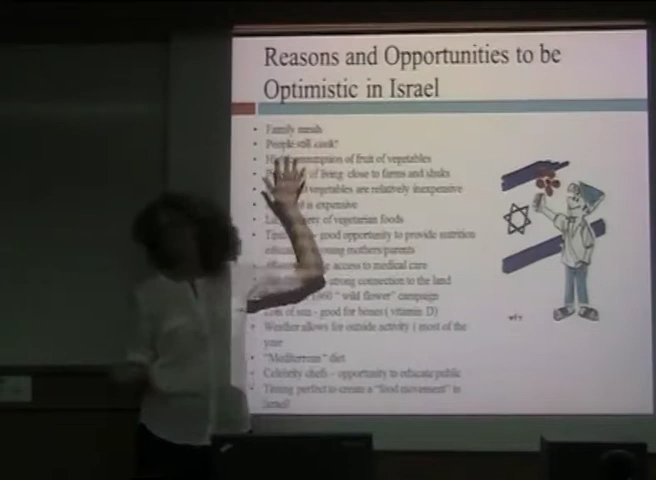 Reasons and Opportunities to be
Optimistic in Israel
Family meals
People still cook!
of fruit of vegetables
of living close to farms and shuks
vegetables are relatively inexpensive
is expensive
of vegetarian foods
good opportunity to provide nutrition
young mothers/parents
access to medical care
strong connection to the land
"wild flower" campaign
Lots of sun - good for bones (vitamin D)
Weather allows for outside activity ( most of the
year
"Mediterrean" diet
Celebrity chefs – opportunity to educate public
Timing perfect to create a "food movement" in
Israel